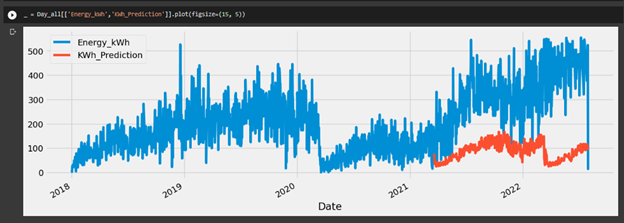 _ = Day_all[['Energy_kWh','KWh_Prediction']].plot(figsize=(15, 5))
Energy_kWh
KWh_Prediction
500
400
300
200
100
0
2018
2019
2020
2021
2022
Date